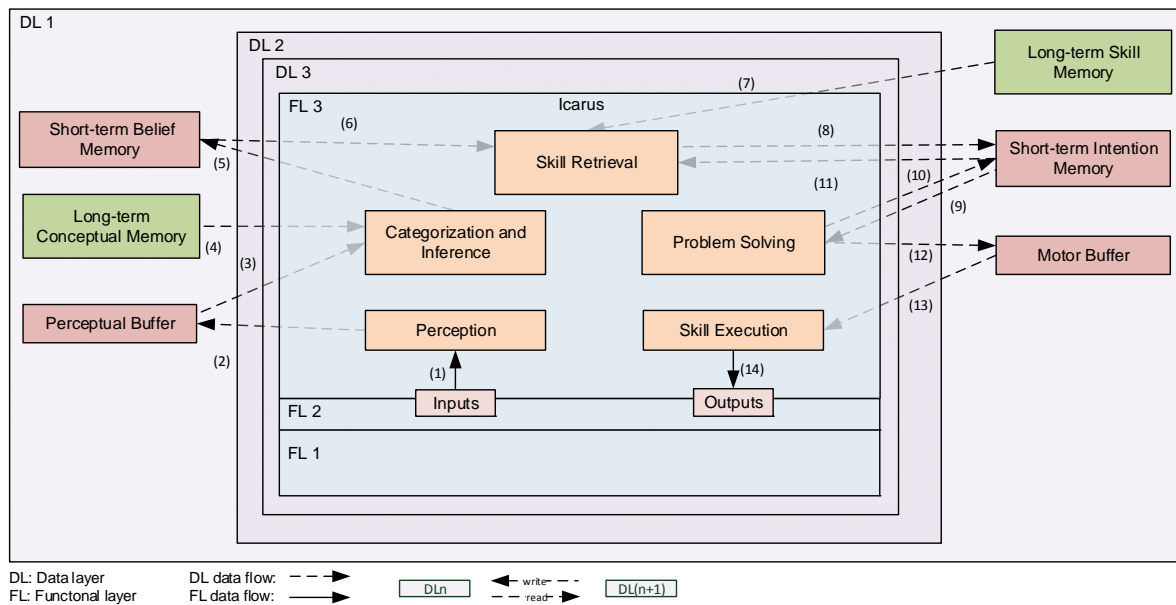 DL 1
DL 2
DL 3
FL 3
Icarus
Long-term Skill
Memory
(7)
Short-term Belief
Memory
(6)
(5)
Skill Retrieval
(8)
Short-term Intention
Memory
(10)
(11)
(9)
Long-term
Conceptual Memory
(4)
Categorization and
Inference
(3)
Problem Solving
(12)
Motor Buffer
(13)
Perceptual Buffer
(2)
Perception
Skill Execution
(1)
(14)
Inputs
Outputs
FL 2
FL 1
DL: Data layer
FL: Functonal layer
DL data flow:
FL data flow:
DLn
write
read
DL(n+1)